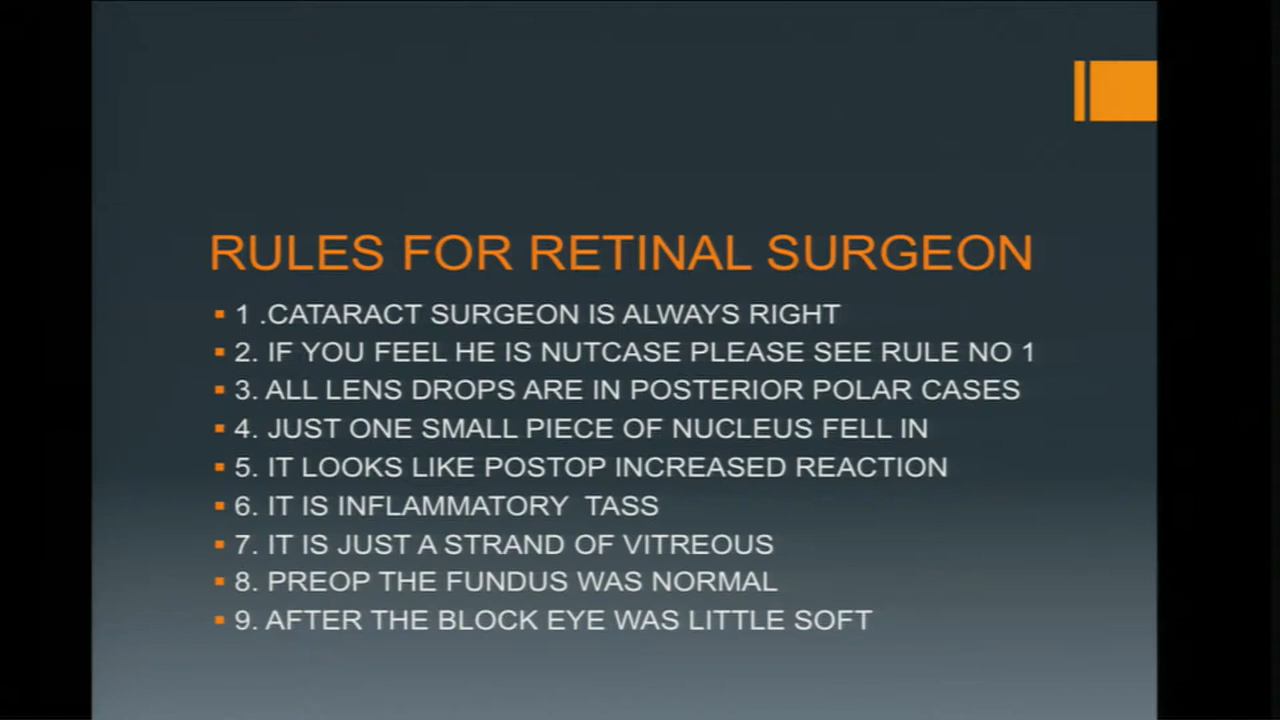 RULES FOR RETINAL SURGEON
1 .CATARACT SURGEON IS ALWAYS RIGHT
2. IF YOU FEEL HE IS NUTCASE PLEASE SEE RULE NO 1
3. ALL LENS DROPS ARE IN POSTERIOR POLAR CASES
4. JUST ONE SMALL PIECE OF NUCLEUS FELL IN
5. IT LOOKS LIKE POSTOP INCREASED REACTION
6. IT IS INFLAMMATORY  TASS
7. IT IS JUST A STRAND OF VITREOUS
8. PREOP THE FUNDUS WAS NORMAL
9. AFTER THE BLOCK EYE WAS LITTLE SOFT